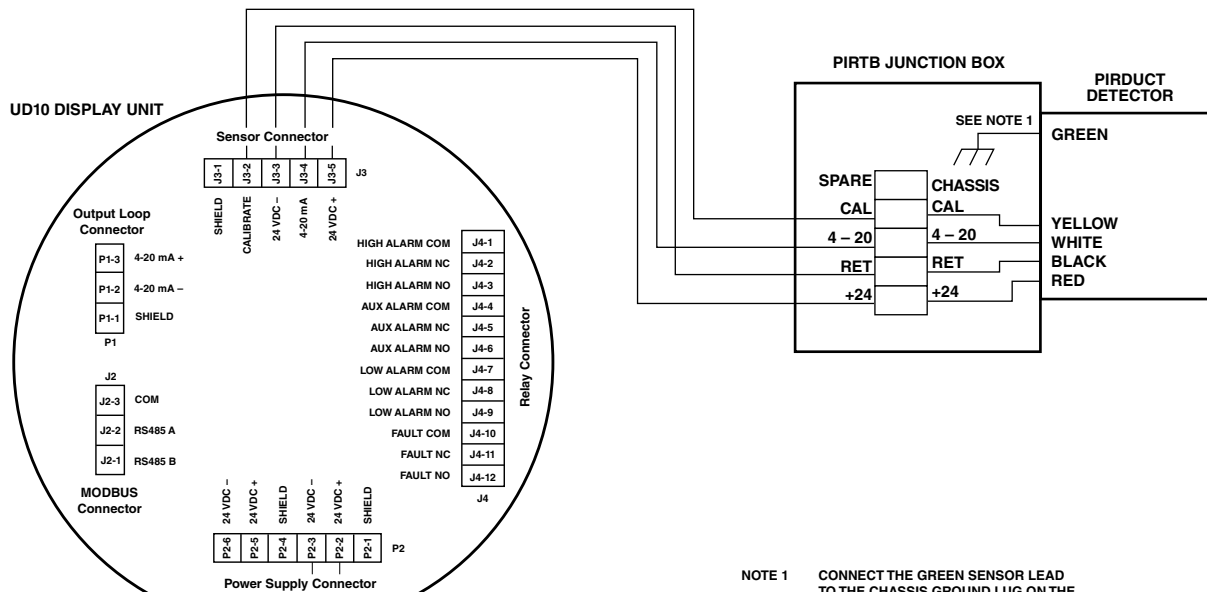 UD10 DISPLAY UNIT
Sensor Connector
J3-1
J3-2
J3-3
J3-4
J3-5
J3
SHIELD
CALIBRATE
24 VDC –
4-20 mA
24 VDC +
Output Loop
Connector
P1-3 4-20 mA +
P1-2 4-20 mA –
P1-1 SHIELD
P1
J2
J2-3 COM
J2-2 RS485 A
J2-1 RS485 B
MODBUS
Connector
HIGH ALARM COM J4-1
HIGH ALARM NC J4-2
HIGH ALARM NO J4-3
AUX ALARM COM J4-4
AUX ALARM NC J4-5
AUX ALARM NO J4-6
LOW ALARM COM J4-7
LOW ALARM NC J4-8
LOW ALARM NO J4-9
FAULT COM J4-10
FAULT NC J4-11
FAULT NO J4-12
J4
Relay Connector
24 VDC –
24 VDC +
SHIELD
24 VDC –
24 VDC +
SHIELD
P2-6
P2-5
P2-4
P2-3
P2-2
P2-1
P2
Power Supply Connector
PIRTB JUNCTION BOX
PIRDUCT
DETECTOR
SEE NOTE 1
GREEN
SPARE CHASSIS
CAL CAL YELLOW
4 – 20 4 – 20 WHITE
RET RET BLACK
+24 +24 RED
NOTE 1 CONNECT THE GREEN SENSOR LEAD
TO THE CHASSIS GROUND LUG ON THE